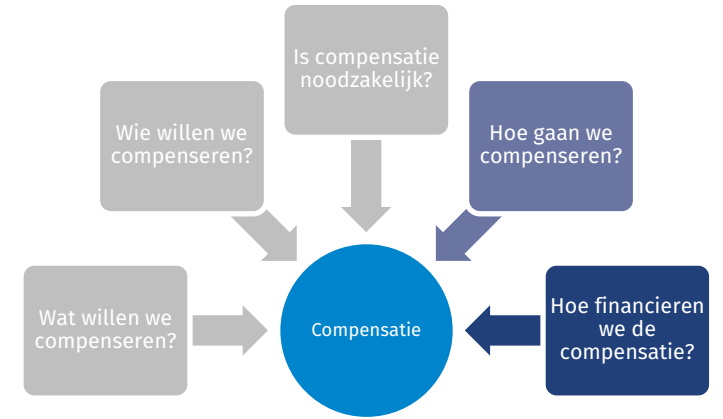 Is compensatie
noodzakelijk?
Wie willen we
compenseren?
Hoe gaan we
compenseren?
Wat willen we
compenseren?
Compensatie
Hoe financieren
we de
compensatie?